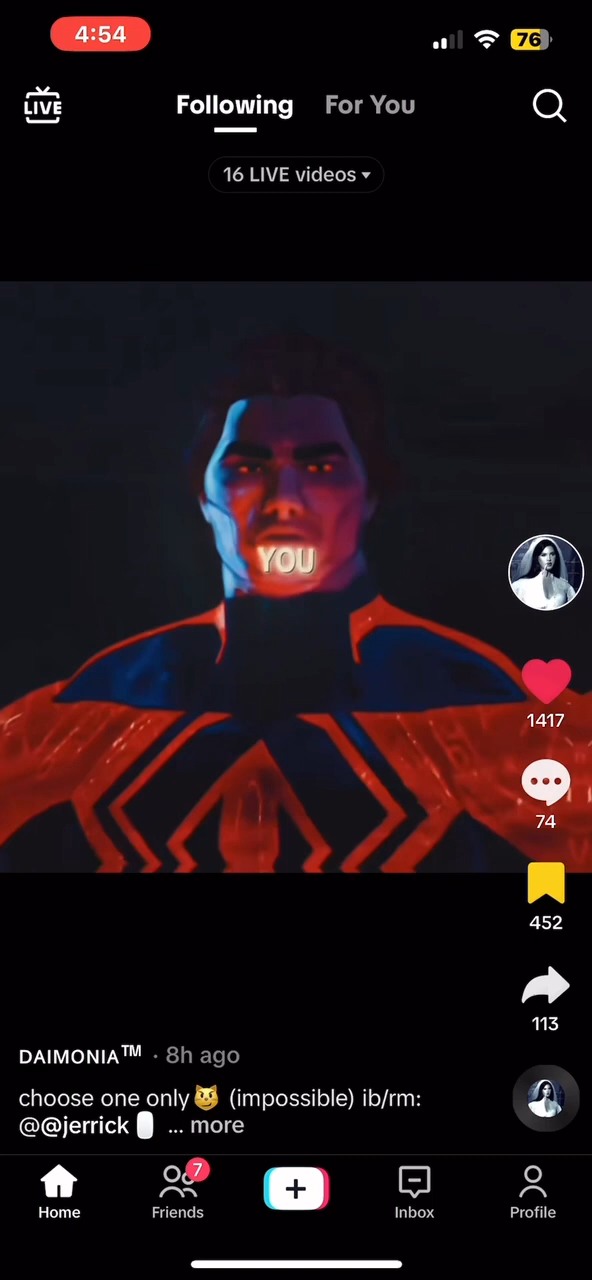 4:54
76
LIVE
Following
For You
16 LIVE videos
YOU
1417
74
452
113
DAIMONIA™ · 8h ago
choose one only😼 (impossible) ib/rm:
@@jerrick🥛 ... more
7
Home
Friends
Inbox
Profile